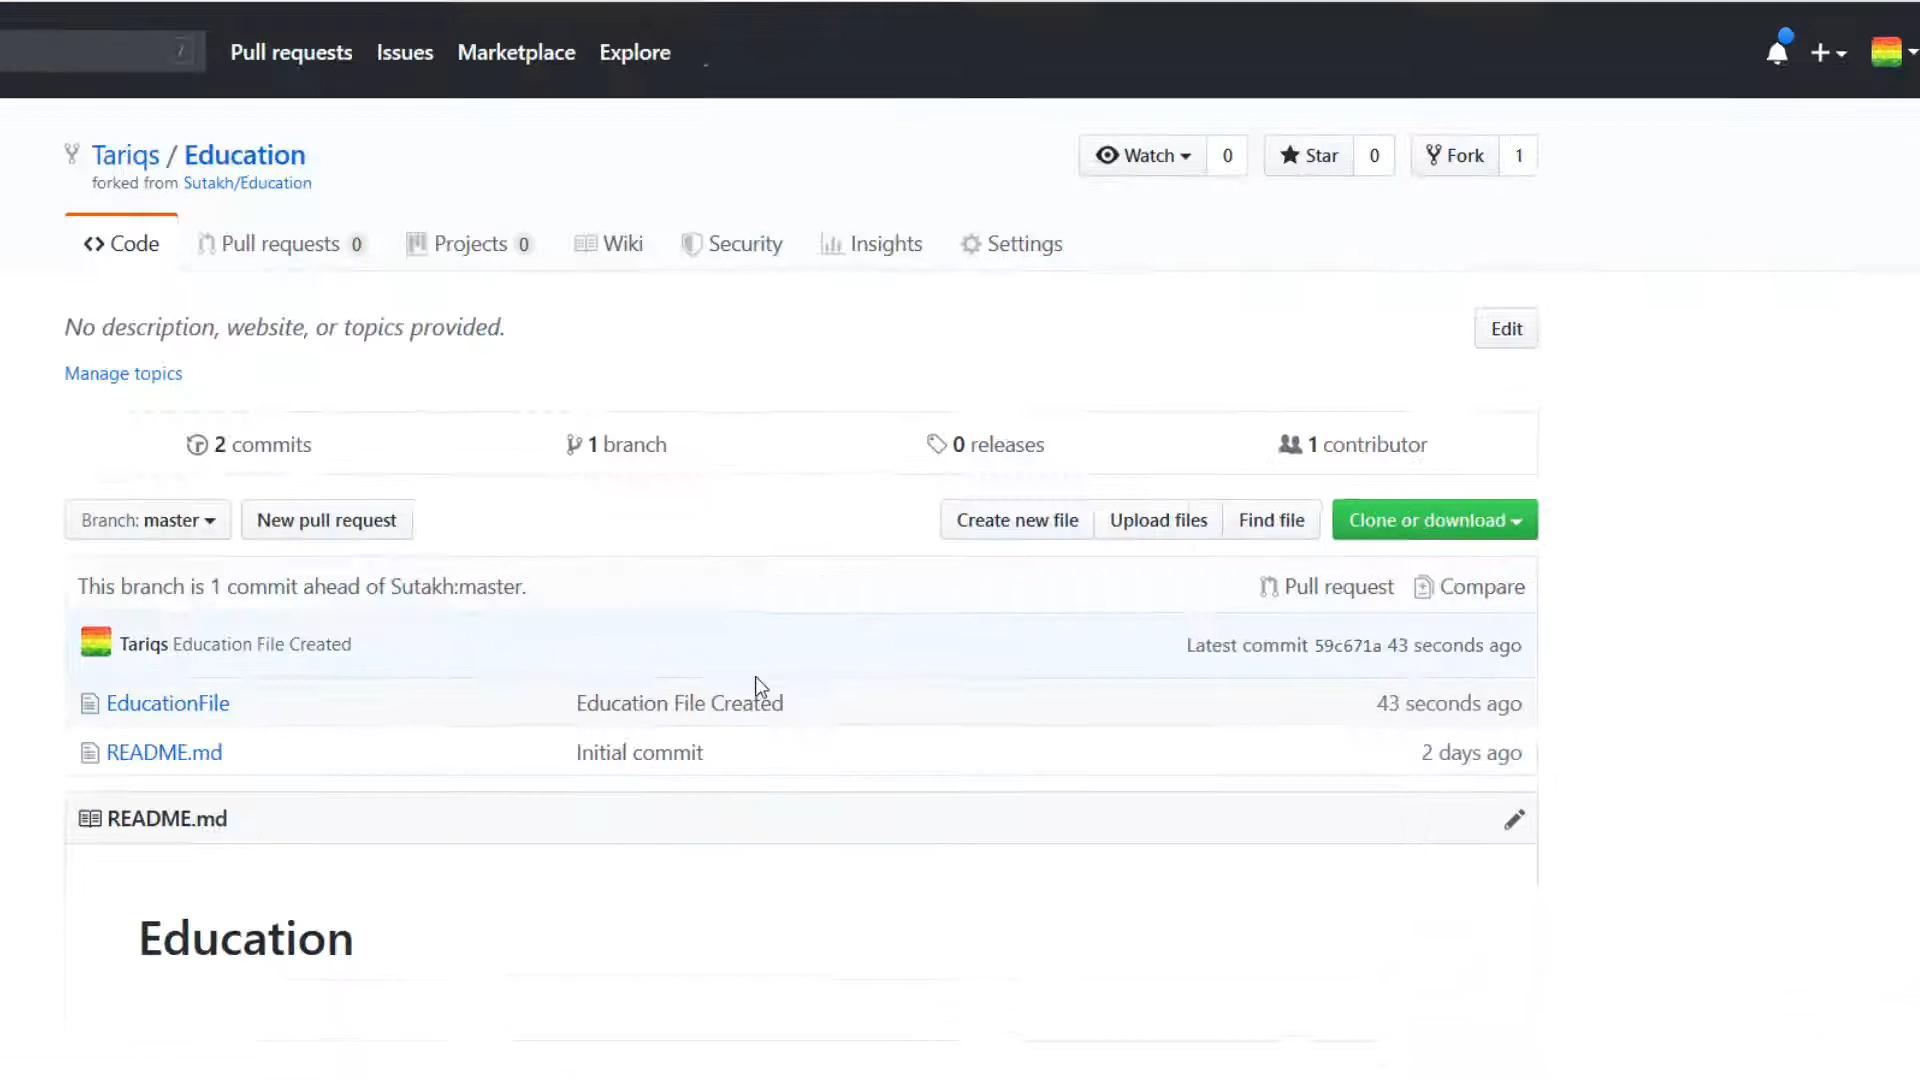 / Pull requests Issues Marketplace Explore
Tariqs / Education
forked from Sutakh/Education
Watch 0 Star 0 Fork 1
Code Pull requests 0 Projects 0 Wiki Security Insights Settings
No description, website, or topics provided. Edit
Manage topics
2 commits 1 branch 0 releases 1 contributor
Branch: master New pull request Create new file Upload files Find file Clone or download
This branch is 1 commit ahead of Sutakh:master. Pull request Compare
Tariqs Education File Created Latest commit 59c671a 43 seconds ago
EducationFile Education File Created 43 seconds ago
README.md Initial commit 2 days ago
README.md
Education